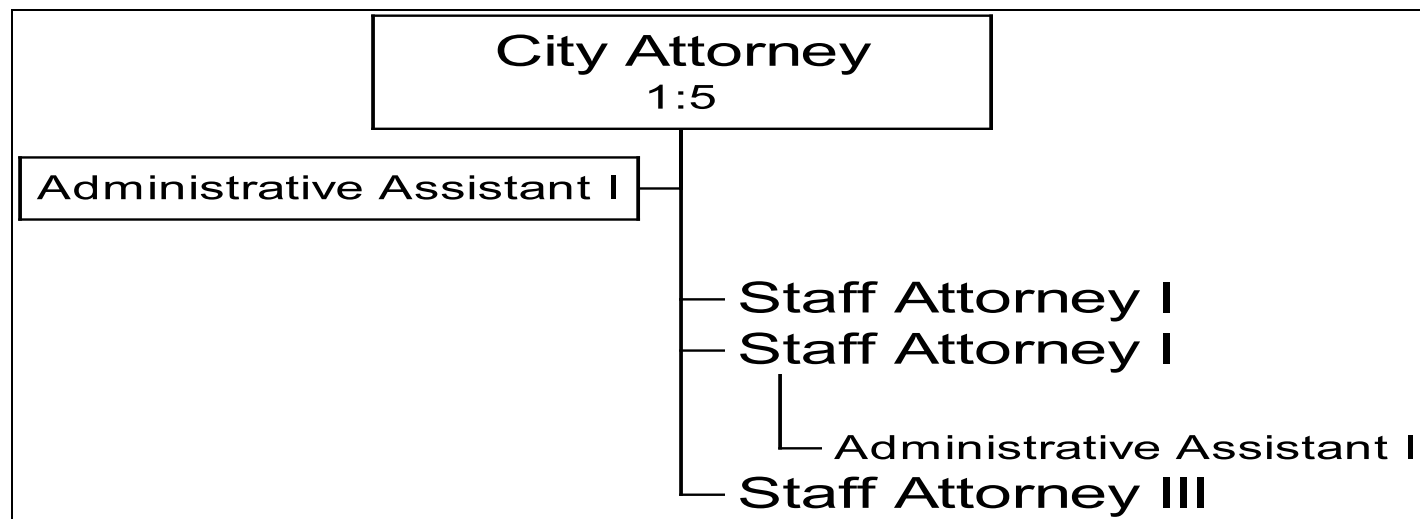 City Attorney
1:5
Administrative Assistant I
Staff Attorney I
Staff Attorney I
Administrative Assistant I
Staff Attorney III